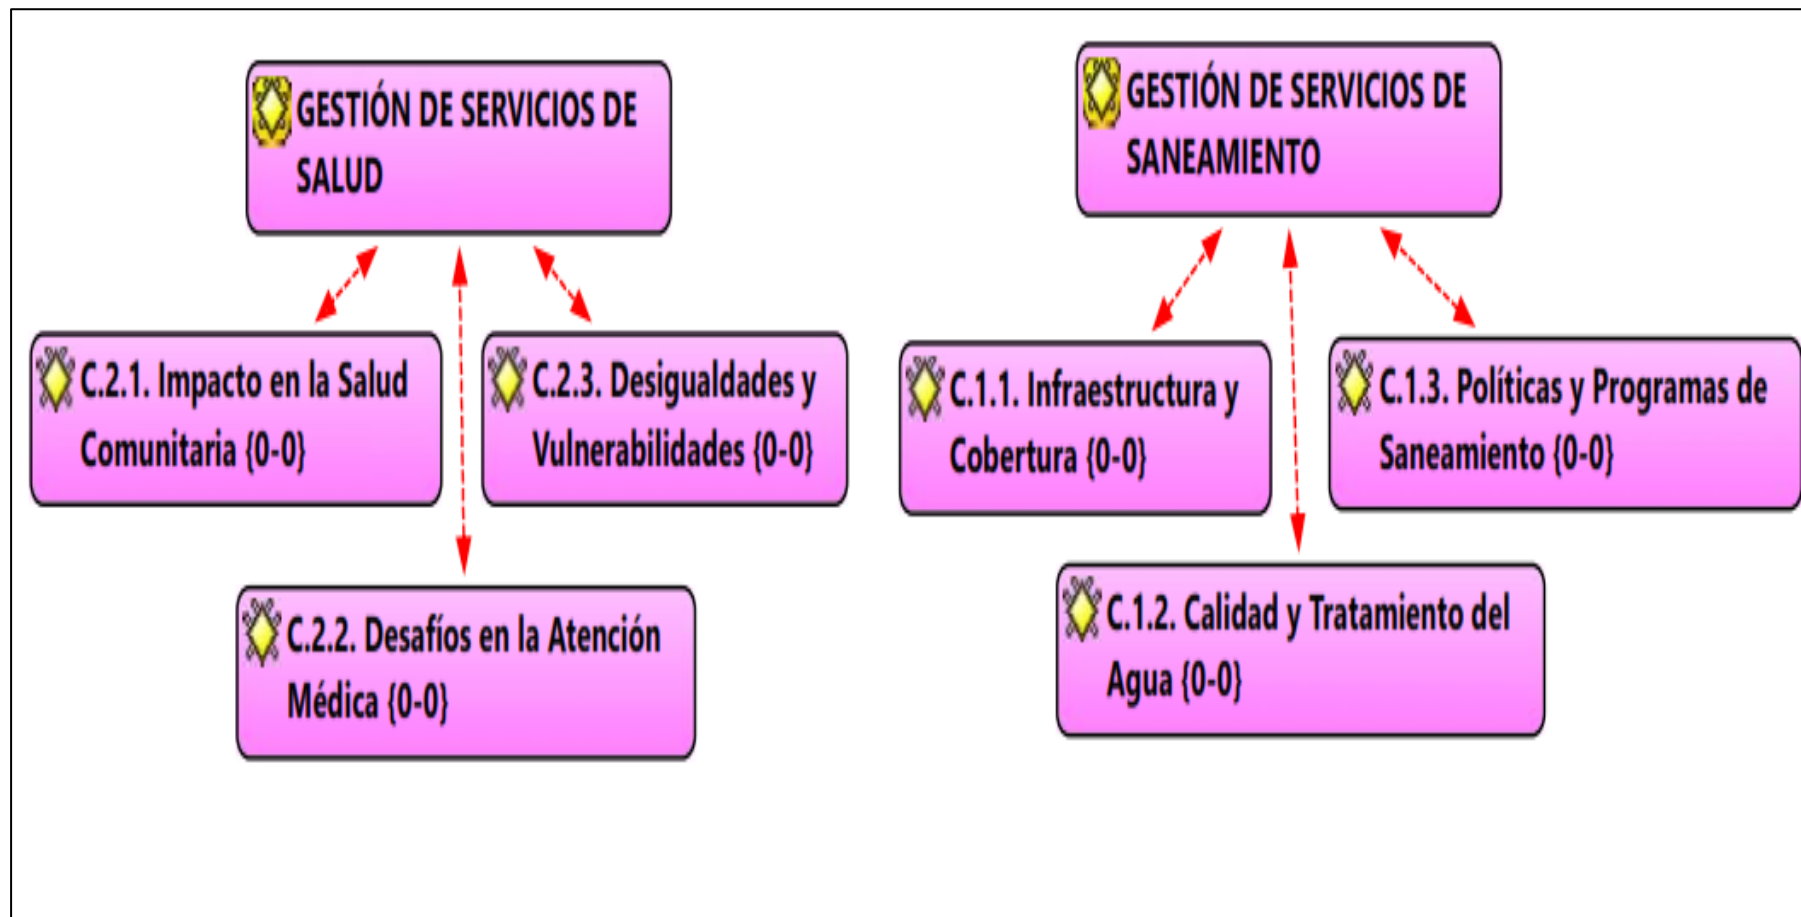 GESTIÓN DE SERVICIOS DE
SALUD
C.2.1. Impacto en la Salud
Comunitaria {0-0}
C.2.3. Desigualdades y
Vulnerabilidades {0-0}
C.2.2. Desafíos en la Atención
Médica {0-0}
GESTIÓN DE SERVICIOS DE
SANEAMIENTO
C.1.1. Infraestructura y
Cobertura {0-0}
C.1.3. Políticas y Programas de
Saneamiento {0-0}
C.1.2. Calidad y Tratamiento del
Agua {0-0}